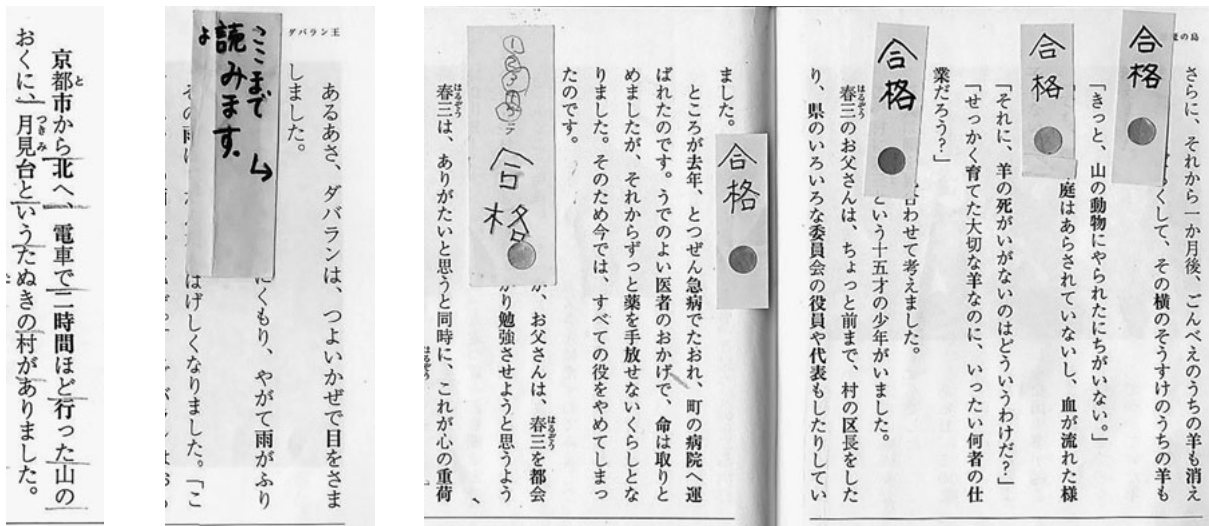 京都市から北へ、電車で二時間ほど行った山の
おくに、月見台というたぬきの村がありました。
ダバラン王
ここまで
読みます。
よ
あるあさ、ダバランは、つよいかぜで目をさま
しました。
にくもり、やがて雨がふり
はげしくなりました。「こ
の島
合格
合格
合格
さらに、それから一か月後、ごんべえのうちの羊も消え
くして、その横のそうすけのうちの羊も
「きっと、山の動物にやられたにちがいない。」
庭はあらされていないし、血が流れた様
「それに、羊の死がいがないのはどういうわけだ?」
「せっかく育てた大切な羊なのに、いったい何者の仕
業だろう?」
合わせて考えました。
という十五才の少年がいました。
春三のお父さんは、ちょっと前まで、村の区長をした
り、県のいろいろな委員会の役員や代表もしたりしてい
ました。
合格
ところが去年、とつぜん急病でたおれ、町の病院へ運
ばれたのです。うでのよい医者のおかげで、命は取りと
めましたが、それからずっと薬を手放せないくらしとな
りました。そのため今では、すべての役をやめてしまっ
たのです。
合格
お父さんは、春三を都会
かり勉強させようと思うよう
春三は、ありがたいと思うと同時に、これが心の重荷